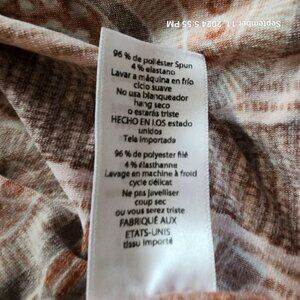 September 11, 2024 5:55 PM
96 % de poliéster Spun
4 % elastano
Lavar a máquina en frío
ciclo suave
No usa blanqueador
hang seco
o estarás triste
HECHO EN LOS estado
unidos
Tela importada
96 % de polyester filé
4 % élasthanne
Lavage en machine à froid
cycle délicat
Ne pas Javelliser
coup sec
ou vous serez triste
FABRIQUÉ AUX
ETATS-UNIS
tissu importé